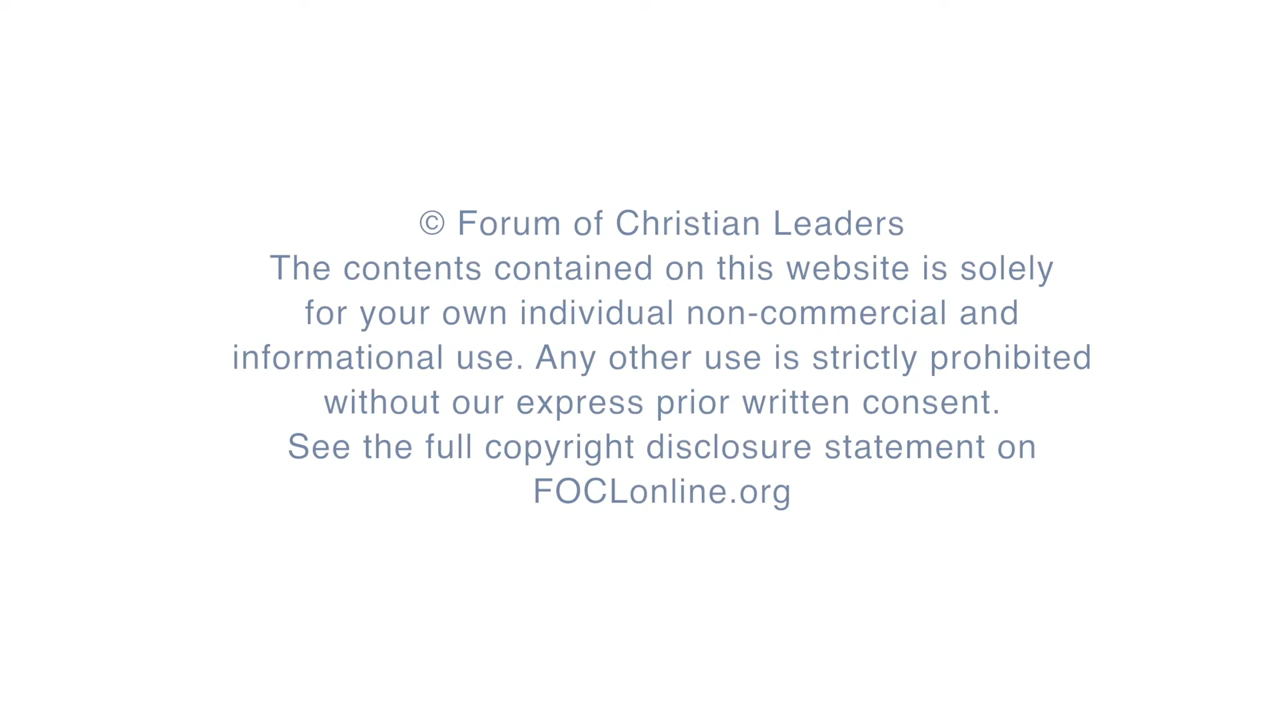 © Forum of Christian Leaders
The contents contained on this website is solely
for your own individual non-commercial and
informational use. Any other use is strictly prohibited
without our express prior written consent.
See the full copyright disclosure statement on
FOCLonline.org